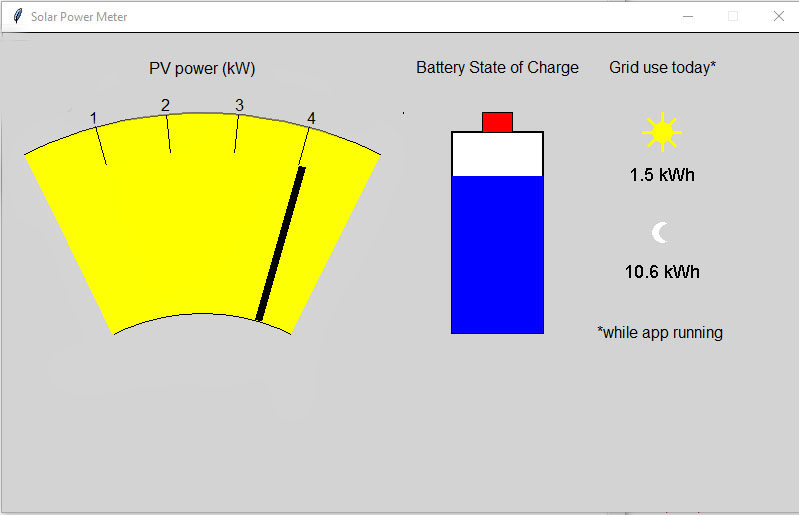 Solar Power Meter
PV power (kW)
Battery State of Charge
Grid use today*
1
2
3
4
1.5 kWh
10.6 kWh
*while app running